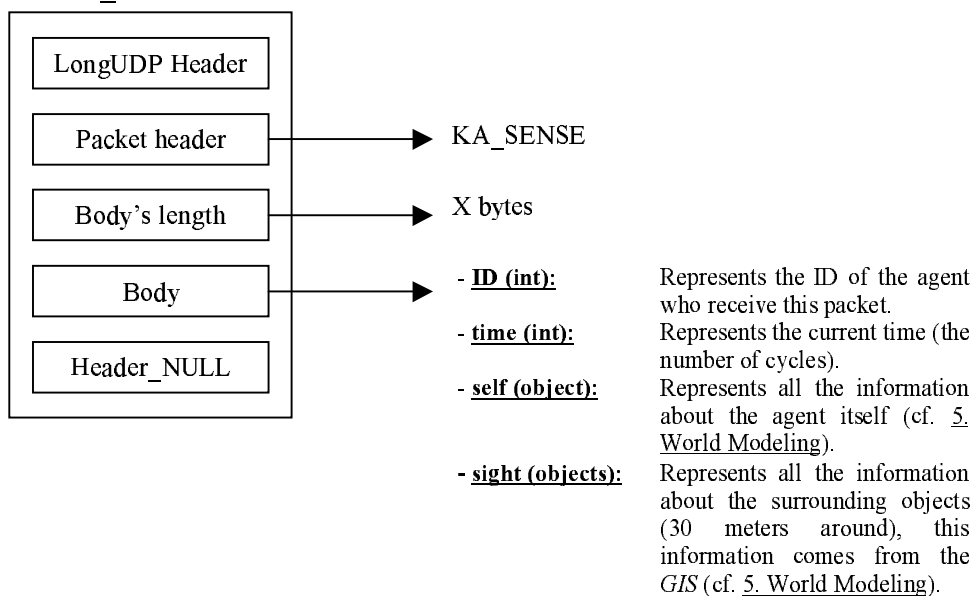 LongUDP Header
Packet header
KA_SENSE
Body's length
X bytes
Body
- ID (int): Represents the ID of the agent
who receive this packet.
- time (int): Represents the current time (the
number of cycles).
Header_NULL
- self (object): Represents all the information
about the agent itself (cf. 5.
World Modeling).
- sight (objects): Represents all the information
about the surrounding objects
(30 meters around), this
information comes from the
GIS (cf. 5. World Modeling).